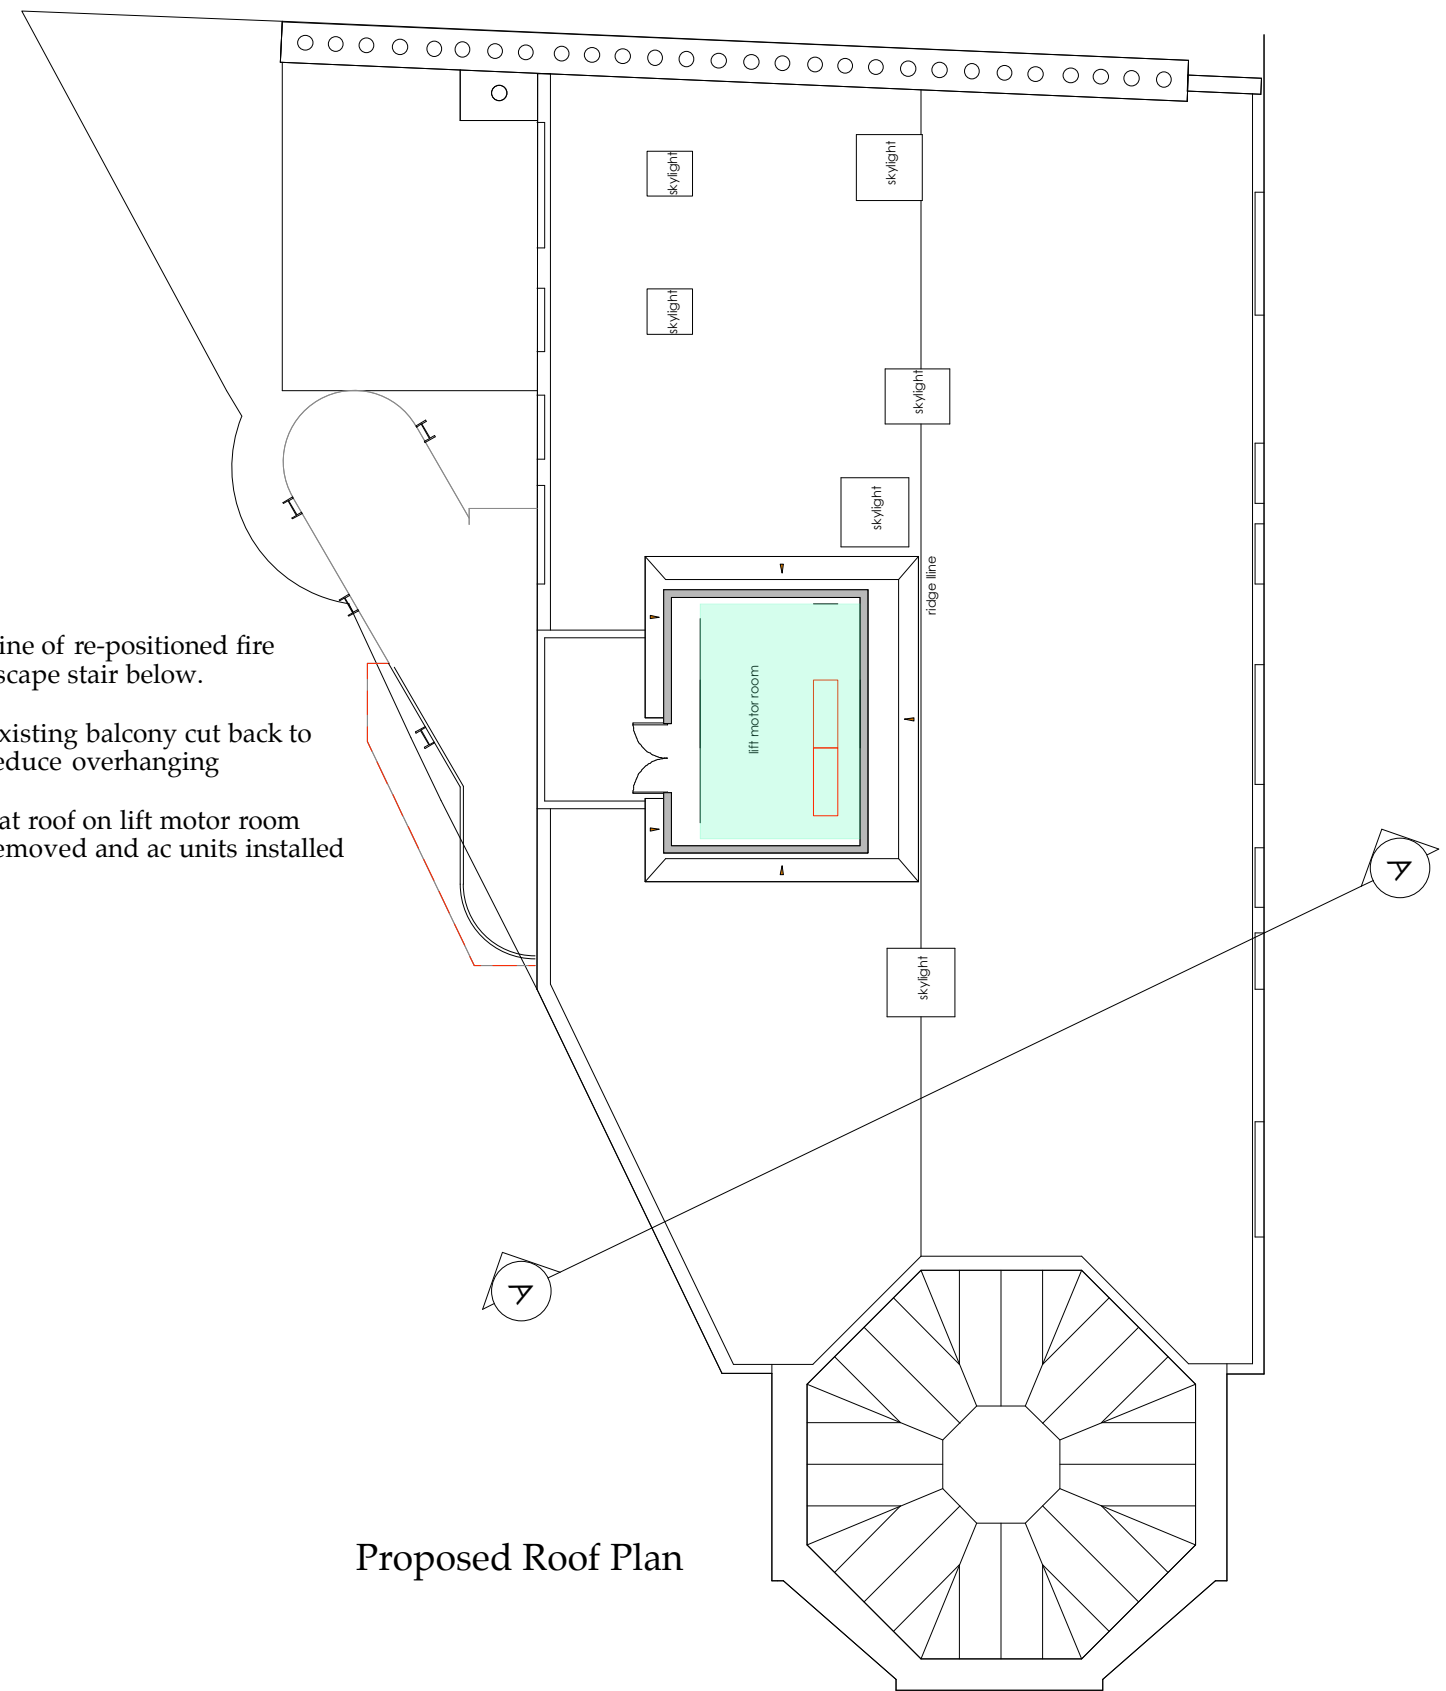 skylight
skylight
skylight
skylight
skylight
ridge lline
lift motor room
ine of re-positioned fire
scape stair below.
xisting balcony cut back to
educe overhanging
at roof on lift motor room
emoved and ac units installed
A
skylight
A
Proposed Roof Plan